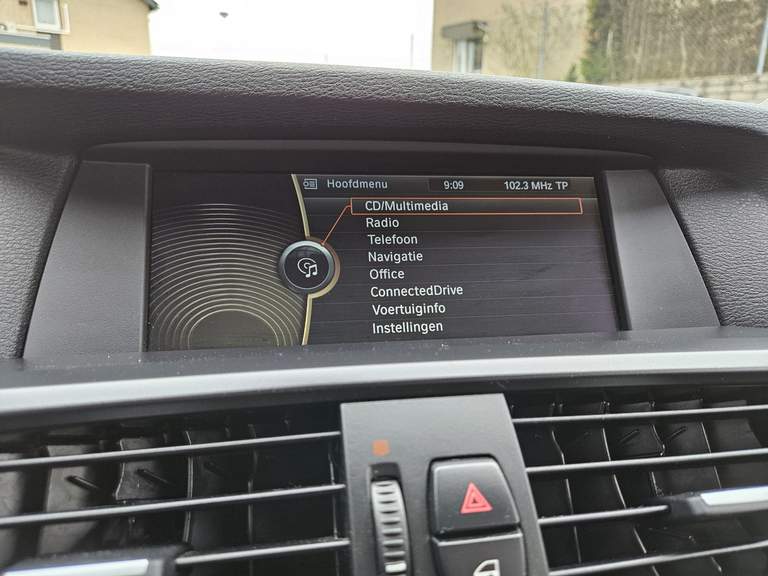 Hoofdmenu 9:09 102.3 MHz TP
CD/Multimedia
Radio
Telefoon
Navigatie
Office
ConnectedDrive
Voertuiginfo
Instellingen